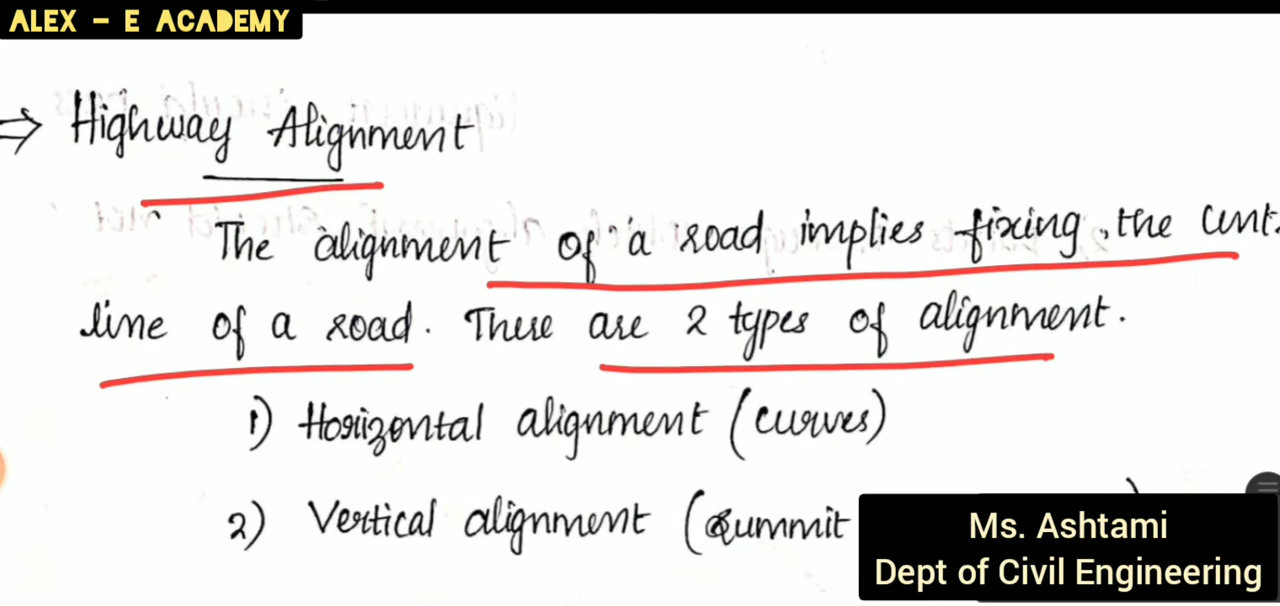 ALEX - E ACADEMY
⇒ Highway Alignment
The alignment of a road implies fixing the cent
line of a road. There are 2 types of alignment.
1) Horizontal alignment (curves)
2) Vertical alignment (summit
Ms. Ashtami
Dept of Civil Engineering